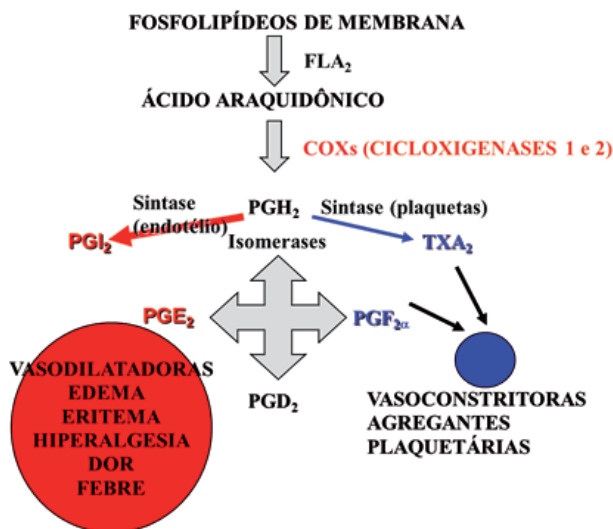 FOSFOLIPÍDEOS DE MEMBRANA
FLA₂
ÁCIDO ARAQUIDÔNICO
COXs (CICLOXIGENASES 1 e 2)
Sintase
(endotélio)
PGH₂
Sintase (plaquetas)
PGI₂
Isomerases
TXA₂
PGE₂
PGF₂α
VASODILATADORAS
EDEMA
ERITEMA
HIPERALGESIA
DOR
FEBRE
PGD₂
VASOCONSTRITORAS
AGREGANTES
PLAQUETÁRIAS